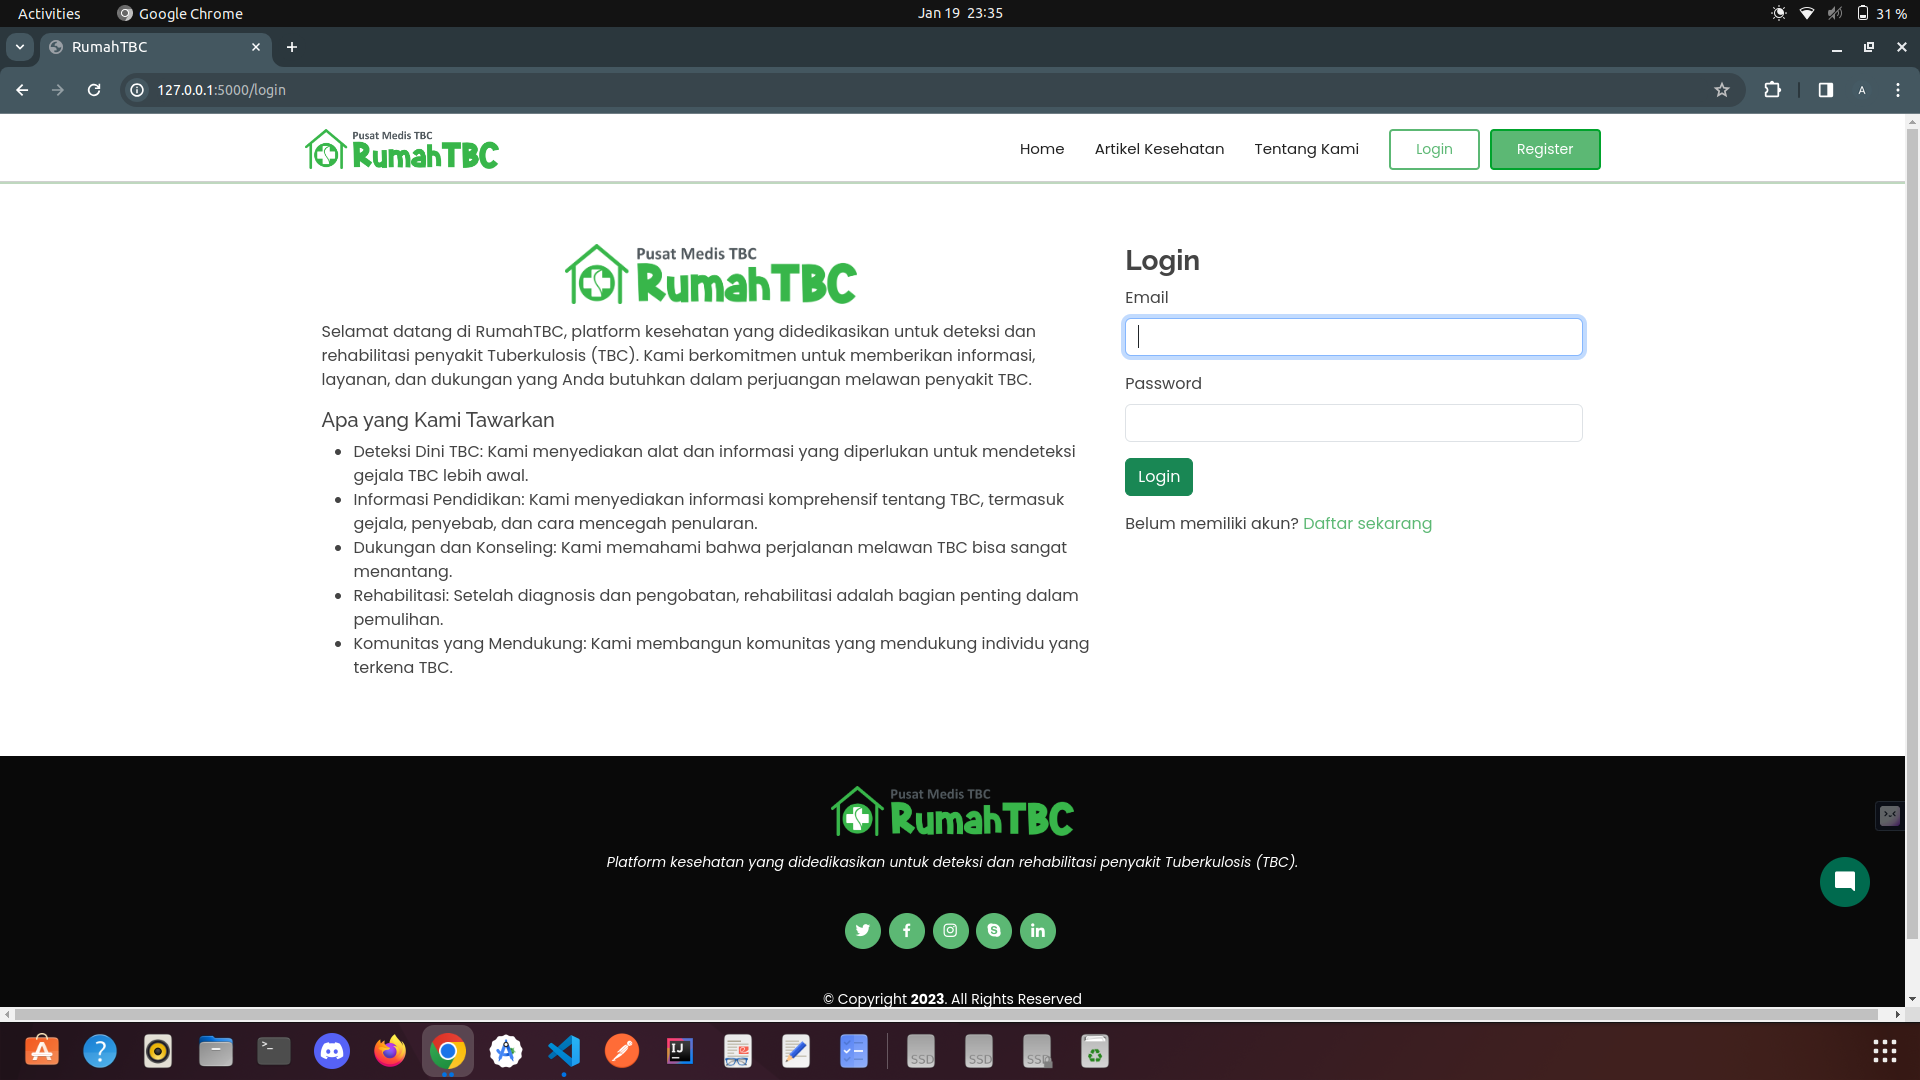 Activities
Google Chrome
Jan 19 23:35
31 %
RumahTBC
127.0.0.1:5000/login
A
Pusat Medis TBC
RumahTBC
Home
Artikel Kesehatan
Tentang Kami
Login
Register
Pusat Medis TBC
RumahTBC
Selamat datang di RumahTBC, platform kesehatan yang didedikasikan untuk deteksi dan
rehabilitasi penyakit Tuberkulosis (TBC). Kami berkomitmen untuk memberikan informasi,
layanan, dan dukungan yang Anda butuhkan dalam perjuangan melawan penyakit TBC.
Apa yang Kami Tawarkan
• Deteksi Dini TBC: Kami menyediakan alat dan informasi yang diperlukan untuk mendeteksi
gejala TBC lebih awal.
• Informasi Pendidikan: Kami menyediakan informasi komprehensif tentang TBC, termasuk
gejala, penyebab, dan cara mencegah penularan.
• Dukungan dan Konseling: Kami memahami bahwa perjalanan melawan TBC bisa sangat
menantang.
• Rehabilitasi: Setelah diagnosis dan pengobatan, rehabilitasi adalah bagian penting dalam
pemulihan.
• Komunitas yang Mendukung: Kami membangun komunitas yang mendukung individu yang
terkena TBC.
Login
Email
Password
Login
Belum memiliki akun? Daftar sekarang
Pusat Medis TBC
RumahTBC
Platform kesehatan yang didedikasikan untuk deteksi dan rehabilitasi penyakit Tuberkulosis (TBC).
© Copyright 2023. All Rights Reserved
IJ
SSD
SSD
SSD